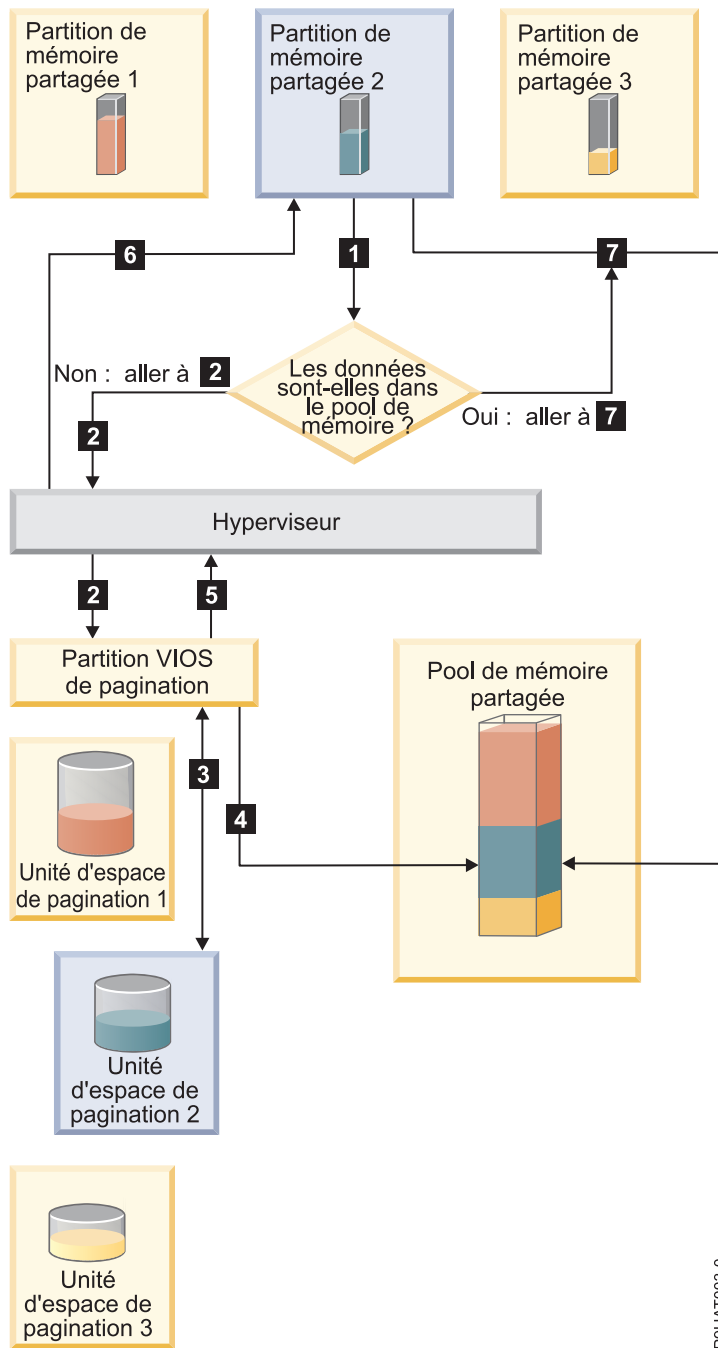 Partition de
mémoire
partagée 1
Partition de
mémoire
partagée 2
Partition de
mémoire
partagée 3
6
1
7
Les données
sont-elles dans
le pool de
mémoire ?
Non : aller à 2
Oui : aller à 7
2
Hyperviseur
2
5
Partition VIOS
de pagination
Pool de mémoire
partagée
3
4
Unité d'espace
de pagination 1
Unité
d'espace de
pagination 2
Unité
d'espace de
pagination 3